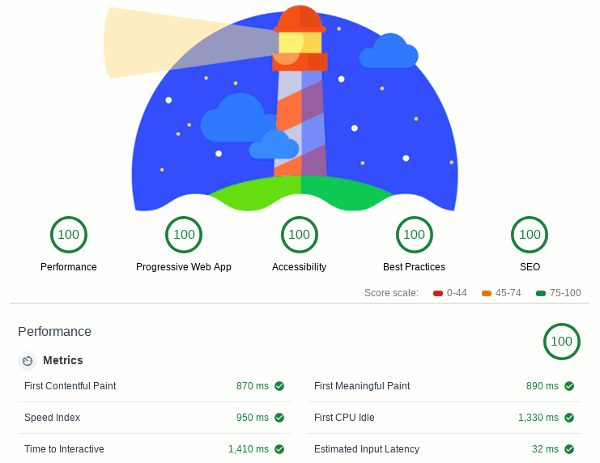 100 100 100 100 100
Performance Progressive Web App Accessibility Best Practices SEO
Score scale: 0-44 45-74 75-100
Performance 100
Metrics
First Contentful Paint 870 ms First Meaningful Paint 890 ms
Speed Index 950 ms First CPU Idle 1,330 ms
Time to Interactive 1,410 ms Estimated Input Latency 32 ms